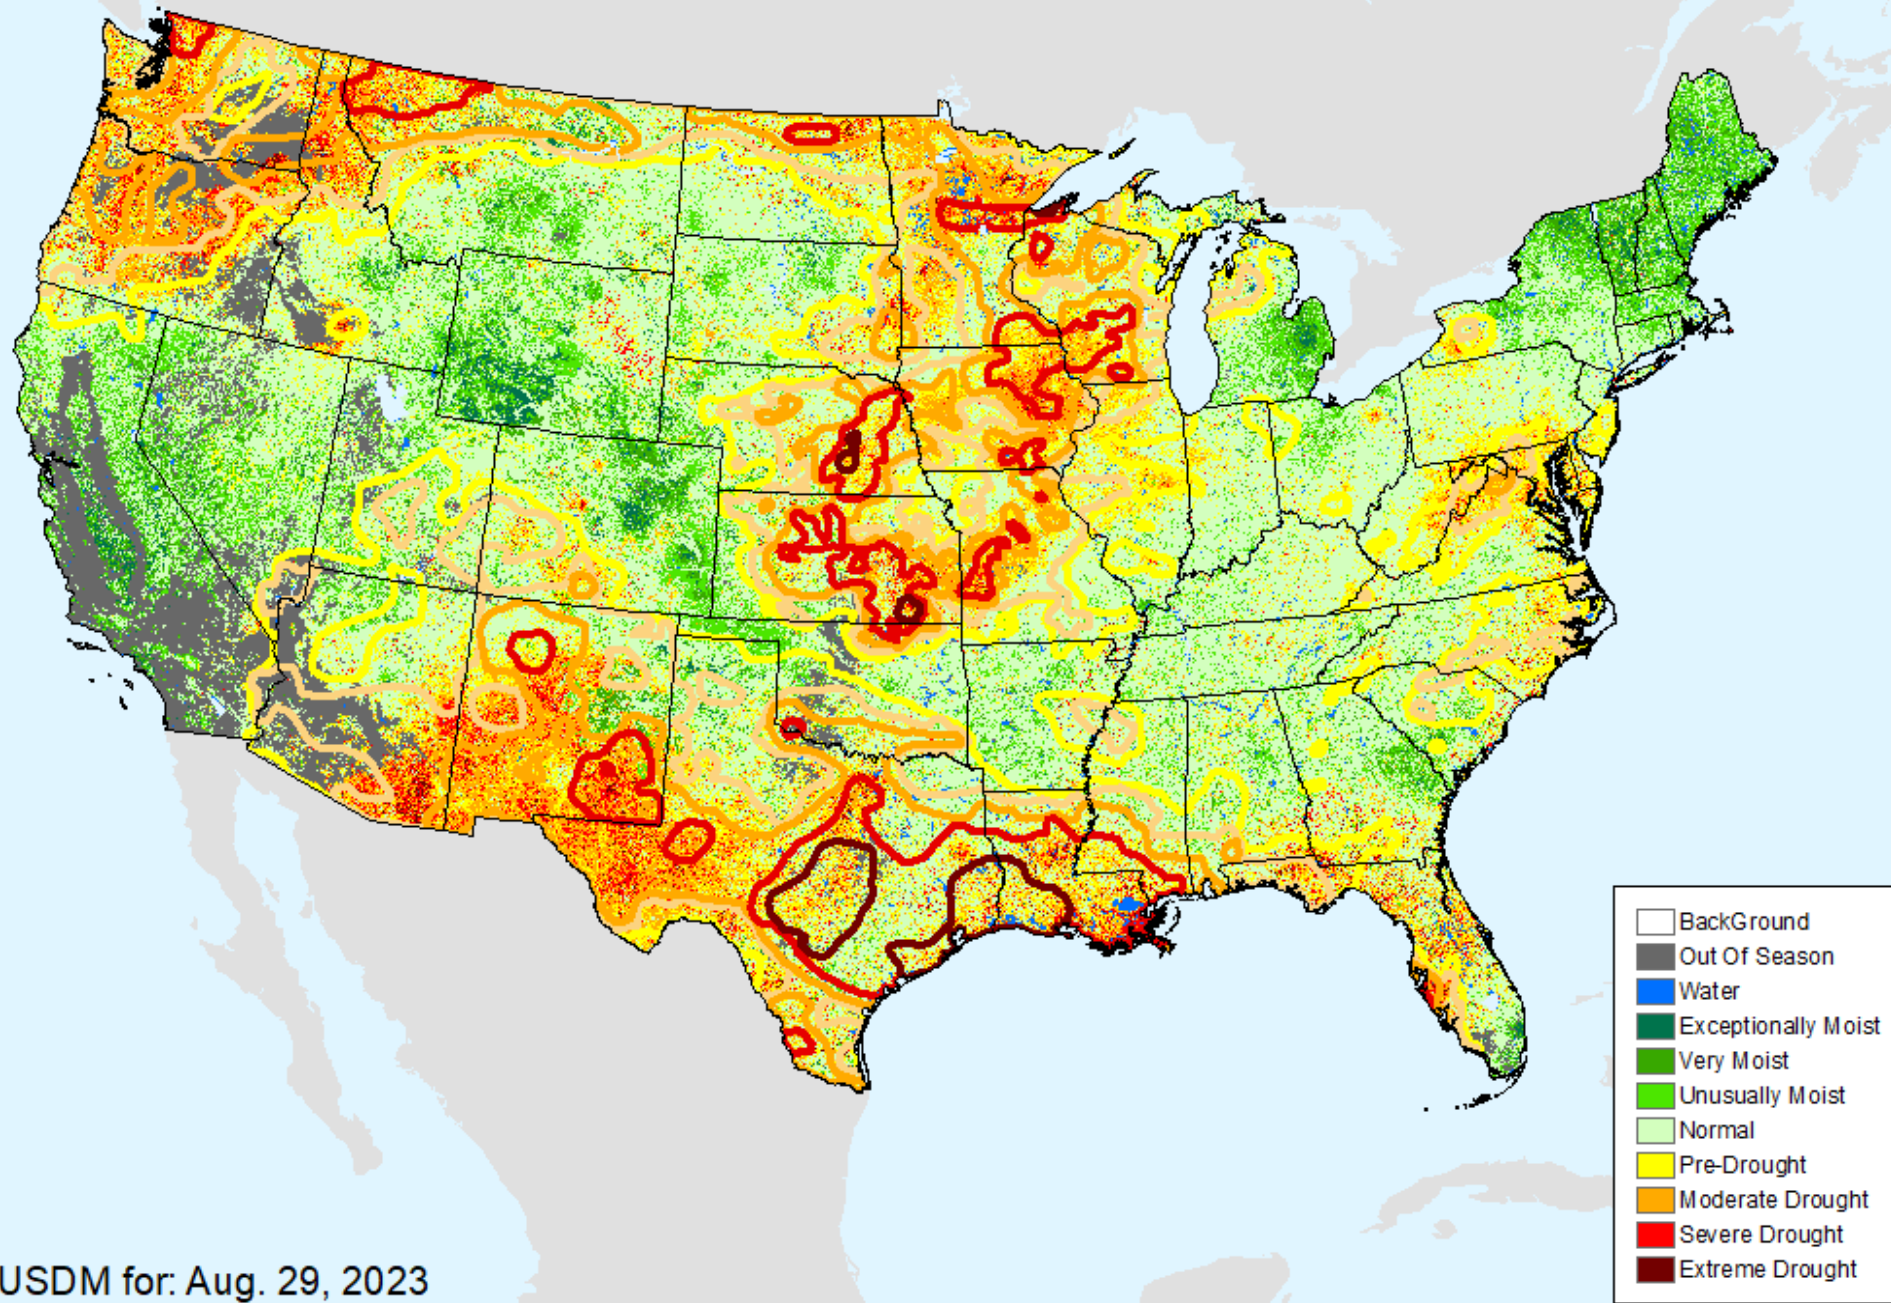 BackGround
Out Of Season
Water
Exceptionally Moist
Very Moist
Unusually Moist
Normal
Pre-Drought
Moderate Drought
Severe Drought
Extreme Drought
USDM for: Aug. 29, 2023